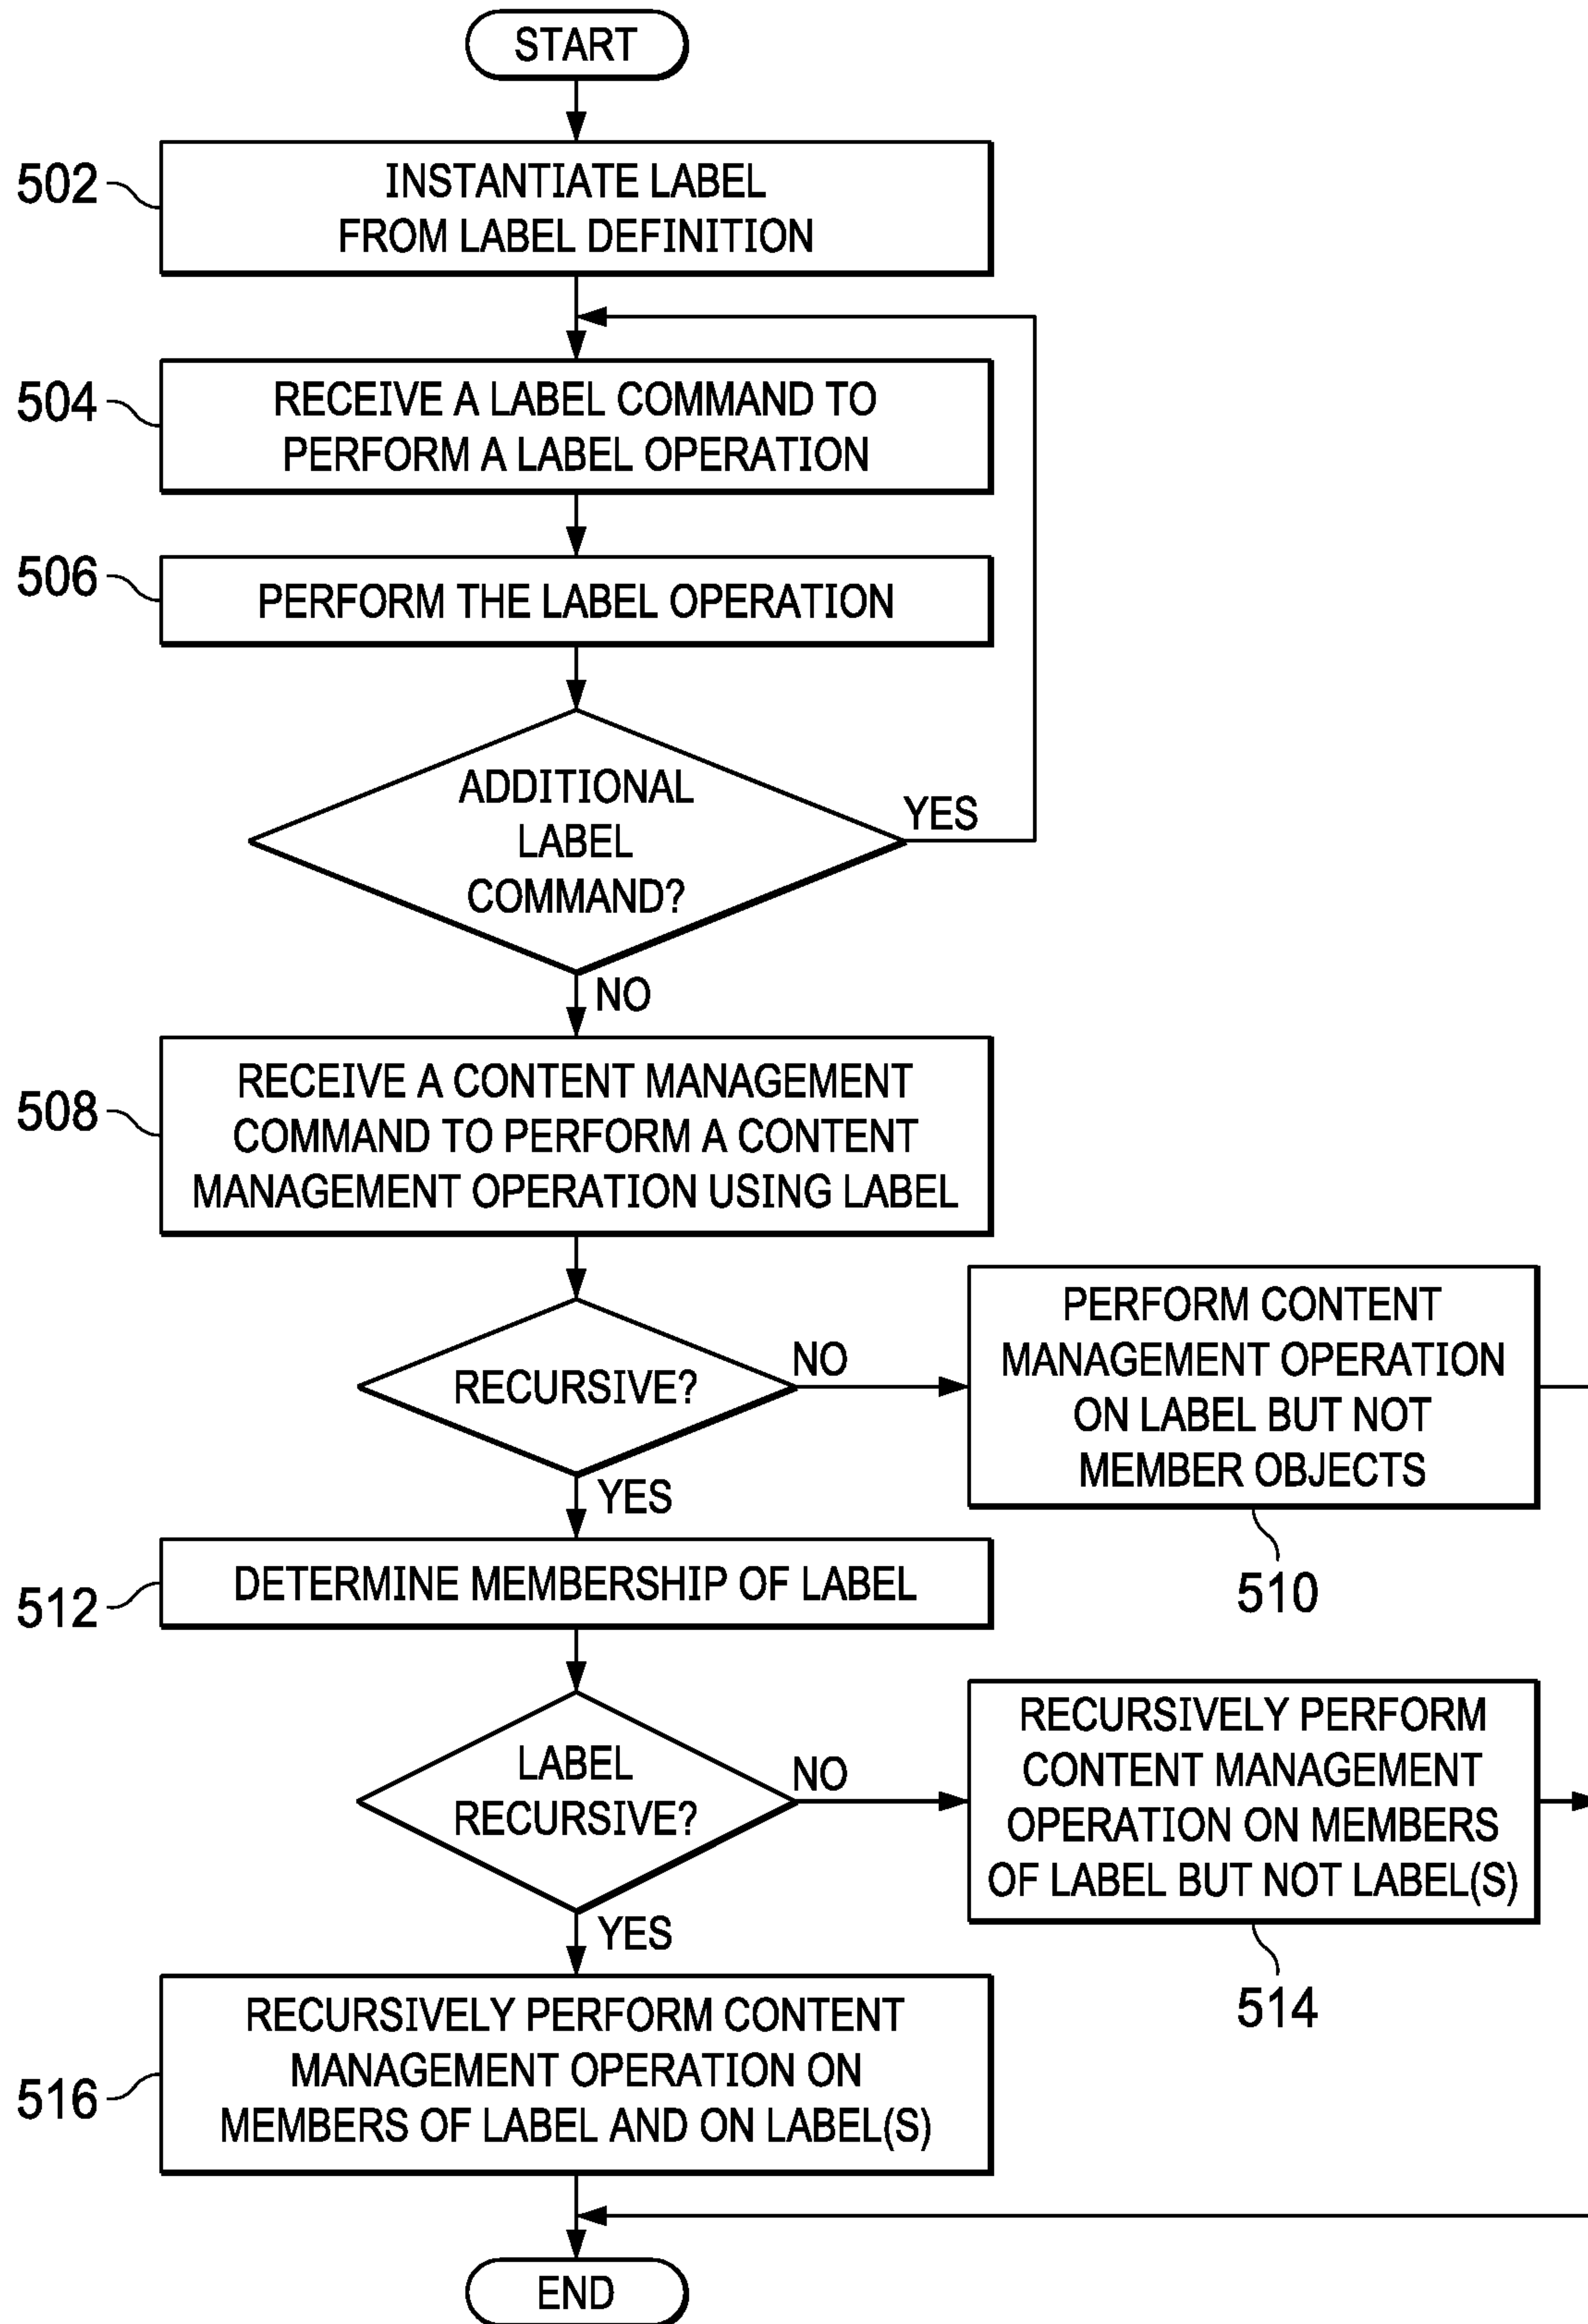 START
502
INSTANTIATE LABEL
FROM LABEL DEFINITION
504
RECEIVE A LABEL COMMAND TO
PERFORM A LABEL OPERATION
506
PERFORM THE LABEL OPERATION
ADDITIONAL
LABEL
COMMAND?
YES
NO
508
RECEIVE A CONTENT MANAGEMENT
COMMAND TO PERFORM A CONTENT
MANAGEMENT OPERATION USING LABEL
RECURSIVE?
NO
PERFORM CONTENT
MANAGEMENT OPERATION
ON LABEL BUT NOT
MEMBER OBJECTS
510
YES
512
DETERMINE MEMBERSHIP OF LABEL
LABEL
RECURSIVE?
NO
RECURSIVELY PERFORM
CONTENT MANAGEMENT
OPERATION ON MEMBERS
OF LABEL BUT NOT LABEL(S)
514
YES
516
RECURSIVELY PERFORM CONTENT
MANAGEMENT OPERATION ON
MEMBERS OF LABEL AND ON LABEL(S)
END